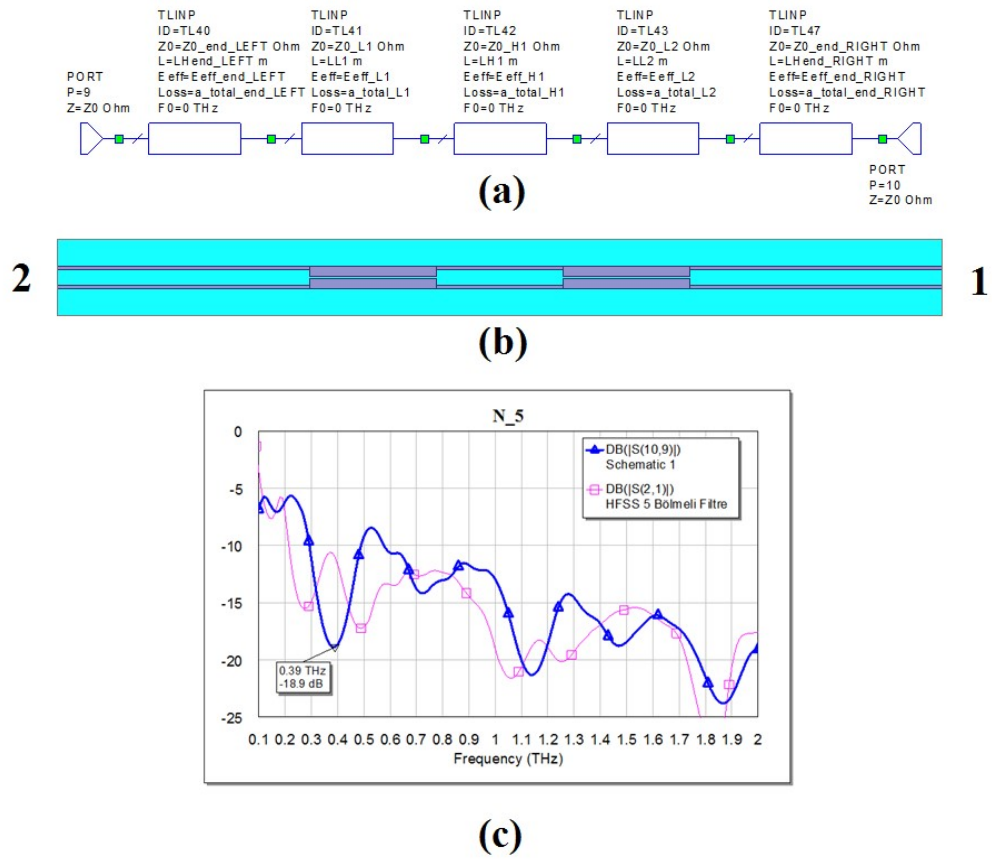 TLINP
ID=TL40
Z0=Z0_end_LEFT Ohm
L=LHend_LEFT m
Eeff=Eeff_end_LEFT
Loss=a_total_end_LEFT
F0=0 THz
TLINP
ID=TL41
Z0=Z0_L1 Ohm
L=LL1 m
Eeff=Eeff_L1
Loss=a_total_L1
F0=0 THz
TLINP
ID=TL42
Z0=Z0_H1 Ohm
L=LH1 m
Eeff=Eeff_H1
Loss=a_total_H1
F0=0 THz
TLINP
ID=TL43
Z0=Z0_L2 Ohm
L=LL2 m
Eeff=Eeff_L2
Loss=a_total_L2
F0=0 THz
TLINP
ID=TL47
Z0=Z0_end_RIGHT Ohm
L=LHend_RIGHT m
Eeff=Eeff_end_RIGHT
Loss=a_total_end_RIGHT
F0=0 THz
PORT
P=9
Z=Z0 Ohm
PORT
P=10
Z=Z0 Ohm
(a)
2
1
(b)
N_5
DB(|S(10,9)|)
Schematic 1
DB(|S(2,1)|)
HFSS 5 Bölmeli Filtre
0
-5
-10
-15
-20
-25
0.39 THz
-18.9 dB
0.1 0.2 0.3 0.4 0.5 0.6 0.7 0.8 0.9 1 1.1 1.2 1.3 1.4 1.5 1.6 1.7 1.8 1.9 2
Frequency (THz)
(c)